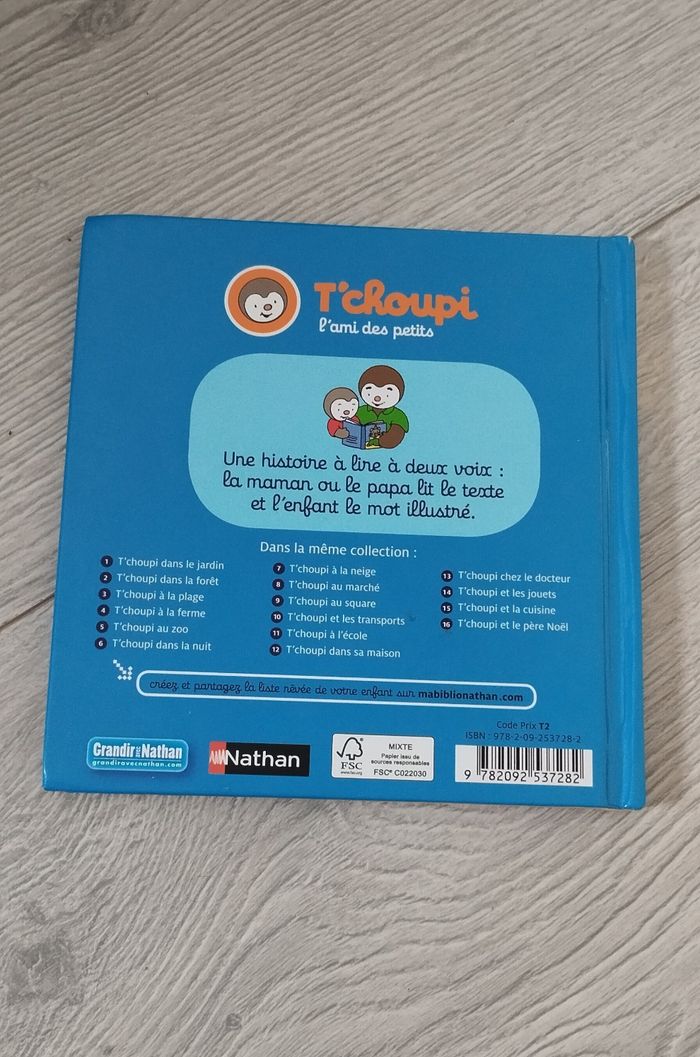 T'choupi
l'ami des petits
Une histoire à lire à deux voix :
la maman ou le papa lit le texte
et l'enfant le mot illustré.
Dans la même collection :
1 T'choupi dans le jardin
2 T'choupi dans la forêt
3 T'choupi à la plage
4 T'choupi à la ferme
5 T'choupi au zoo
6 T'choupi dans la nuit
7 T'choupi à la neige
8 T'choupi au marché
9 T'choupi au square
10 T'choupi et les transports
11 T'choupi à l'école
12 T'choupi dans sa maison
13 T'choupi chez le docteur
14 T'choupi et les jouets
15 T'choupi et la cuisine
16 T'choupi et le père Noël
créez et partagez la liste rêvée de votre enfant sur mabiblionathan.com
Grandir avec Nathan
grandiravecnathan.com
Nathan
FSC
www.fsc.org
MIXTE
Papier issu de
sources responsables
FSC® C022030
Code Prix T2
ISBN : 978-2-09-253728-2
9 782092 537282